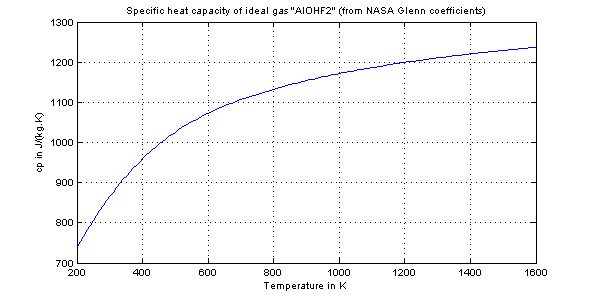 Specific heat capacity of ideal gas "AlOHF2" (from NASA Glenn coefficients)
1300
1200
1100
1000
900
800
700
cp in J/(kg.K)
200 400 600 800 1000 1200 1400 1600
Temperature in K